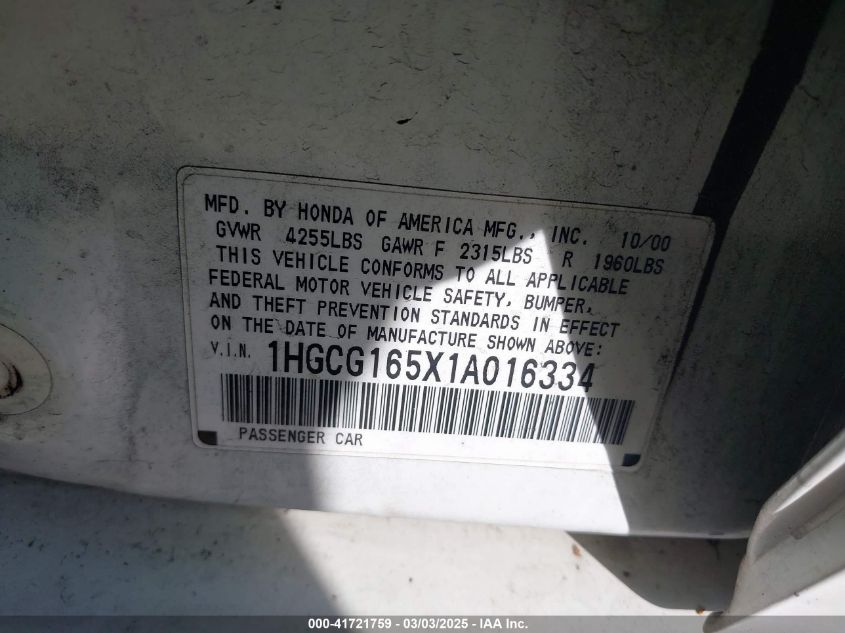 MFD. BY HONDA OF AMERICA MFG., INC. 10/00
GVWR 4255LBS GAWR F 2315LBS R 1960LBS
THIS VEHICLE CONFORMS TO ALL APPLICABLE
FEDERAL MOTOR VEHICLE SAFETY, BUMPER,
AND THEFT PREVENTION STANDARDS IN EFFECT
ON THE DATE OF MANUFACTURE SHOWN ABOVE:
V.I.N. 1HGCG165X1A016334
PASSENGER CAR
000-41721759 - 03/03/2025 - IAA Inc.